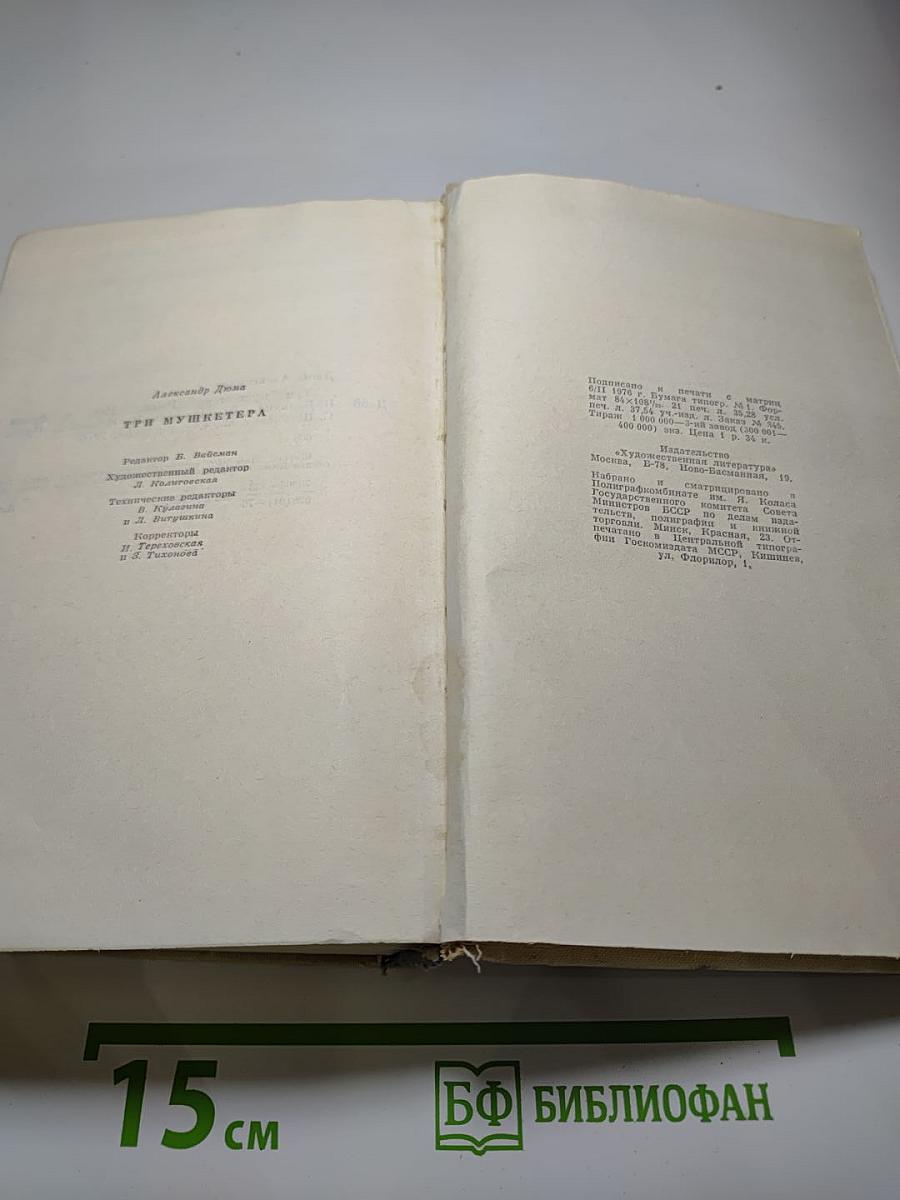 Александр Дюма
ТРИ МУШКЕТЕРА
Редактор Б. Вайсман
Художественный редактор
Л. Калитовская
Технические редакторы
В. Кулагина
и Л. Витушкина
Корректоры
И. Тереховская
и З. Тихонова
Подписано к печати с матриц
6/II 1976 г. Бумага типогр. № 1. Фор-
мат 84×108¹/₃₂. 21 печ. л. 35,28 усл.
печ. л. 37,54 уч.-изд. л. Заказ № 345.
Тираж 1 000 000—3-ий завод (300 001—
400 000) экз. Цена 1 р. 34 к.
Издательство
«Художественная литература»
Москва, Б-78, Ново-Басманная, 19.
Набрано и сматрицировано в
Полиграфкомбинате им. Я. Коласа
Государственного комитета Совета
Министров БССР по делам изда-
тельств, полиграфии и книжной
торговли. Минск, Красная, 23. От-
печатано в Центральной типогра-
фии Госкомиздата МССР, Кишинев,
ул. Флорилор, 1.
15 см
БФ БИБЛИОФАН